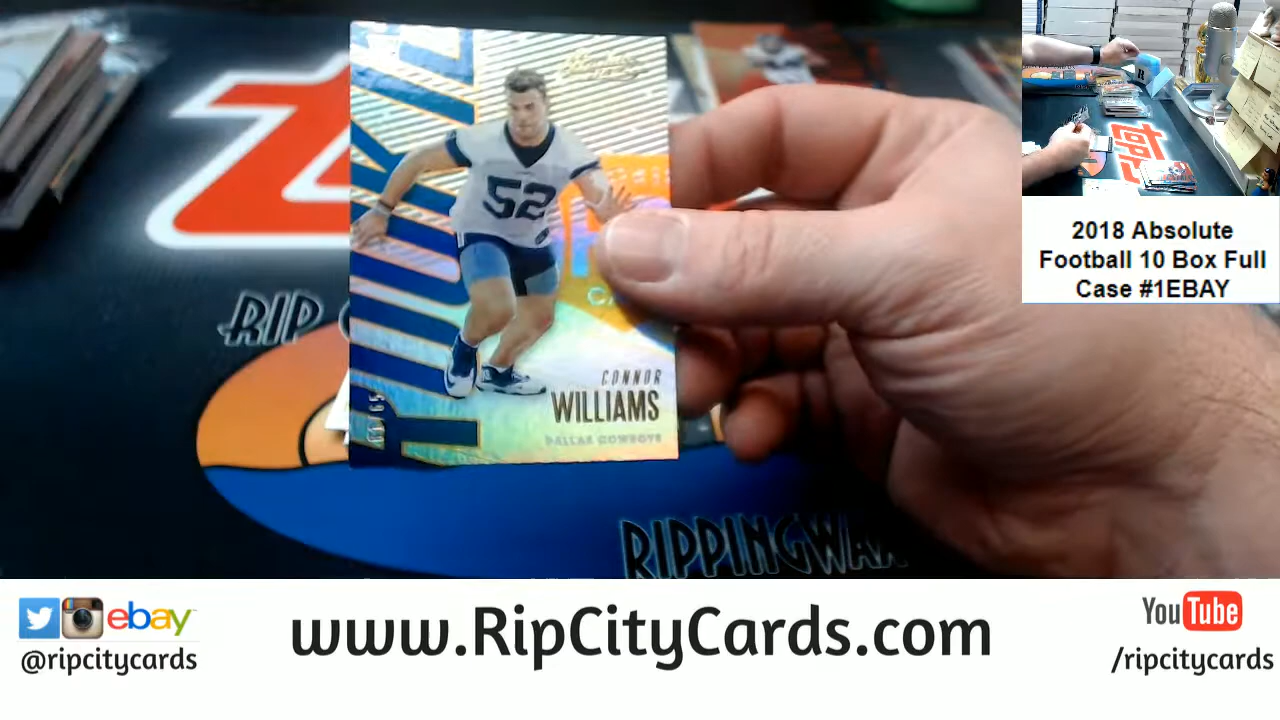 52
CONNOR
WILLIAMS
DALLAS COWBOYS
RIP
RIPPINGWAX
2018 Absolute
Football 10 Box Full
Case #1EBAY
ebay
@ripcitycards
www.RipCityCards.com
YouTube
/ripcitycards